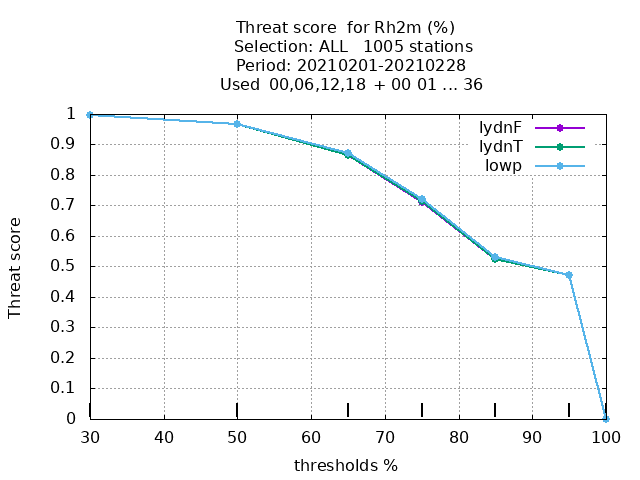 Threat score  for Rh2m (%)
Selection: ALL   1005 stations
Period: 20210201-20210228
Used  00,06,12,18  + 00 01 ... 36
lydnF
lydnT
lowp
1
0.9
0.8
0.7
0.6
0.5
0.4
0.3
0.2
0.1
0
Threat score
30 40 50 60 70 80 90 100
thresholds %